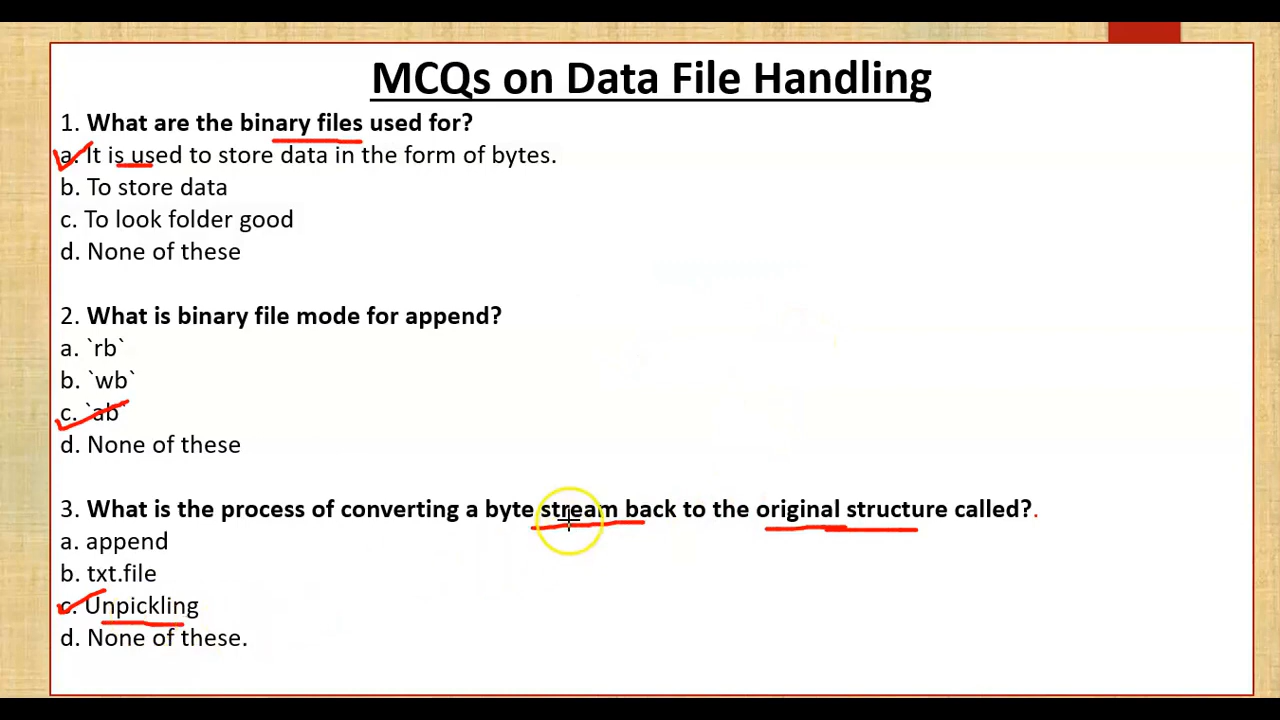 MCQs on Data File Handling
1. What are the binary files used for?
a. It is used to store data in the form of bytes.
b. To store data
c. To look folder good
d. None of these
2. What is binary file mode for append?
a. `rb`
b. `wb`
c. `ab`
d. None of these
3. What is the process of converting a byte stream back to the original structure called?.
a. append
b. txt.file
c. Unpickling
d. None of these.